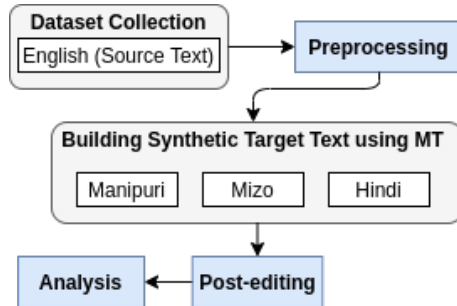 Dataset Collection
English (Source Text)
Preprocessing
Building Synthetic Target Text using MT
Manipuri
Mizo
Hindi
Post-editing
Analysis